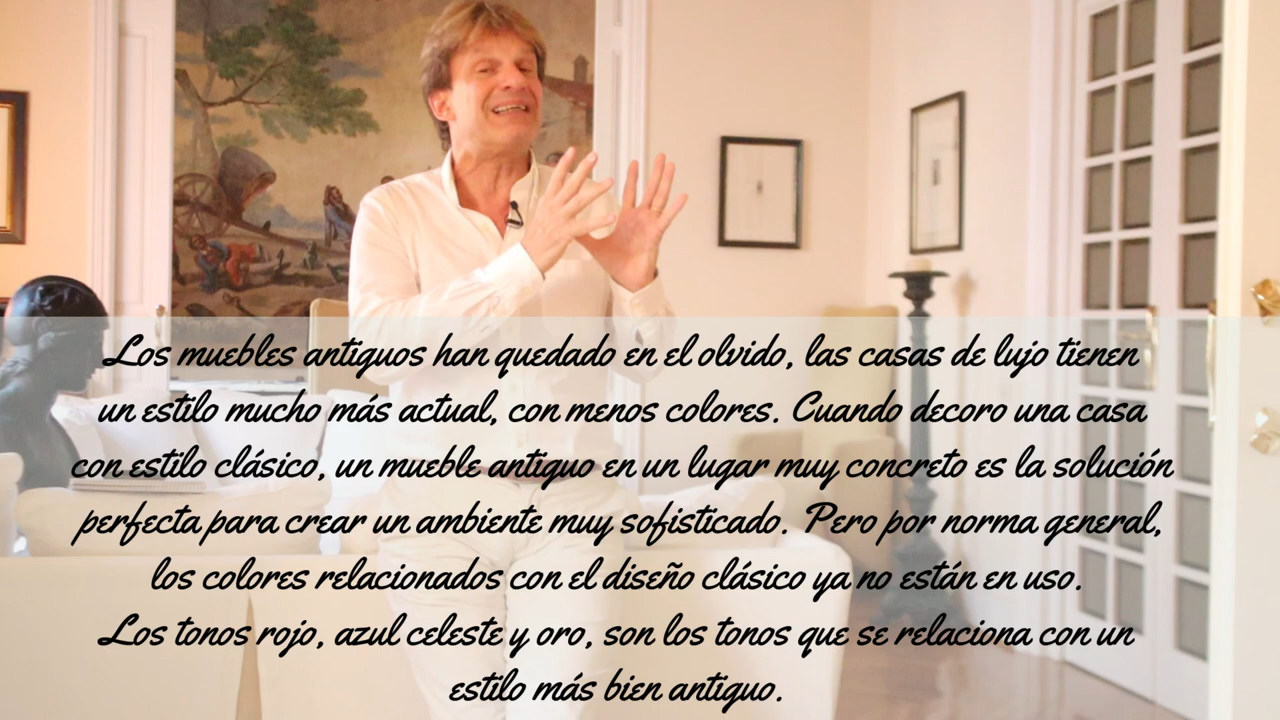 Los muebles antiguos han quedado en el olvido, las casas de lujo tienen
un estilo mucho más actual, con menos colores. Cuando decoro una casa
con estilo clásico, un mueble antiguo en un lugar muy concreto es la solución
perfecta para crear un ambiente muy sofisticado. Pero por norma general,
los colores relacionados con el diseño clásico ya no están en uso.
Los tonos rojo, azul celeste y oro, son los tonos que se relaciona con un
estilo más bien antiguo.